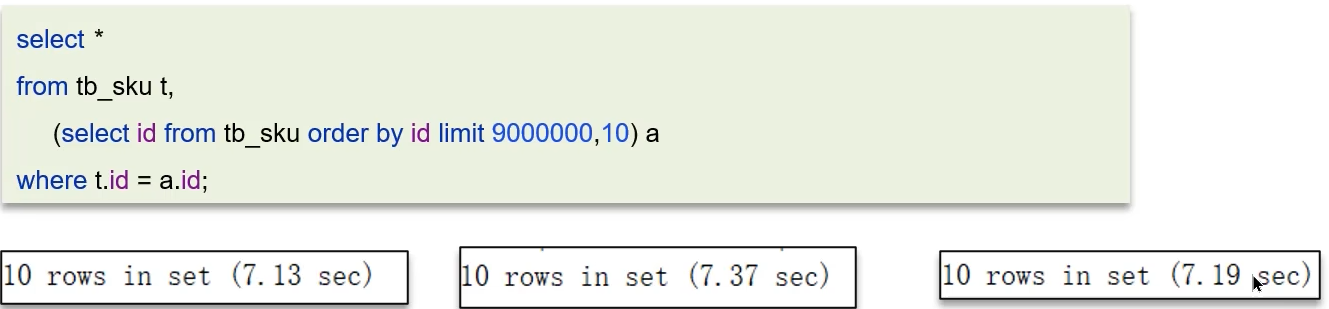 select *
from tb_sku t,
(select id from tb_sku order by id limit 9000000,10) a
where t.id = a.id;
10 rows in set (7.13 sec)
10 rows in set (7.37 sec)
10 rows in set (7.19 sec)